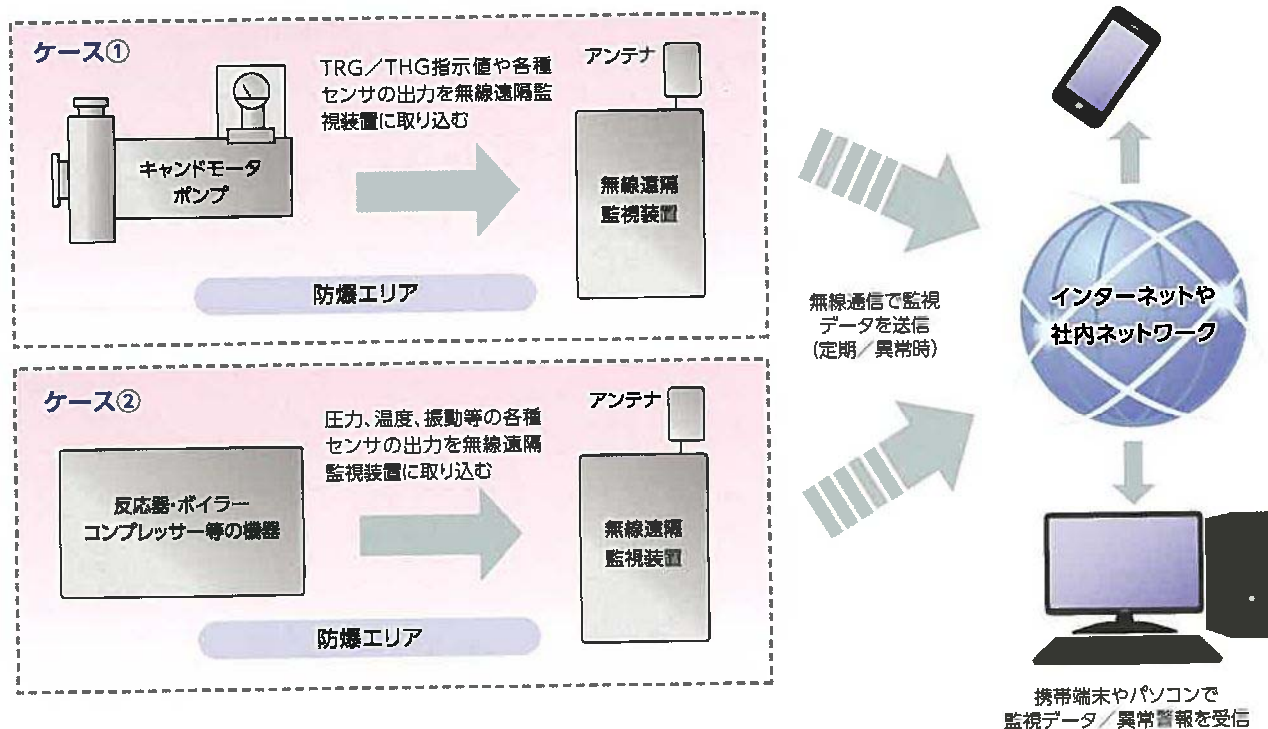 ケース①
TRG／THG指示値や各種
センサの出力を無線遠隔監
視装置に取り込む
アンテナ
キャンドモータ
ポンプ
無線遠隔
監視装置
防爆エリア
ケース②
圧力、温度、振動等の各種
センサの出力を無線遠隔
監視装置に取り込む
アンテナ
反応器・ボイラー
コンプレッサー等の機器
無線遠隔
監視装置
防爆エリア
無線通信で監視
データを送信
(定期／異常時)
インターネットや
社内ネットワーク
携帯端末やパソコンで
監視データ／異常警報を受信